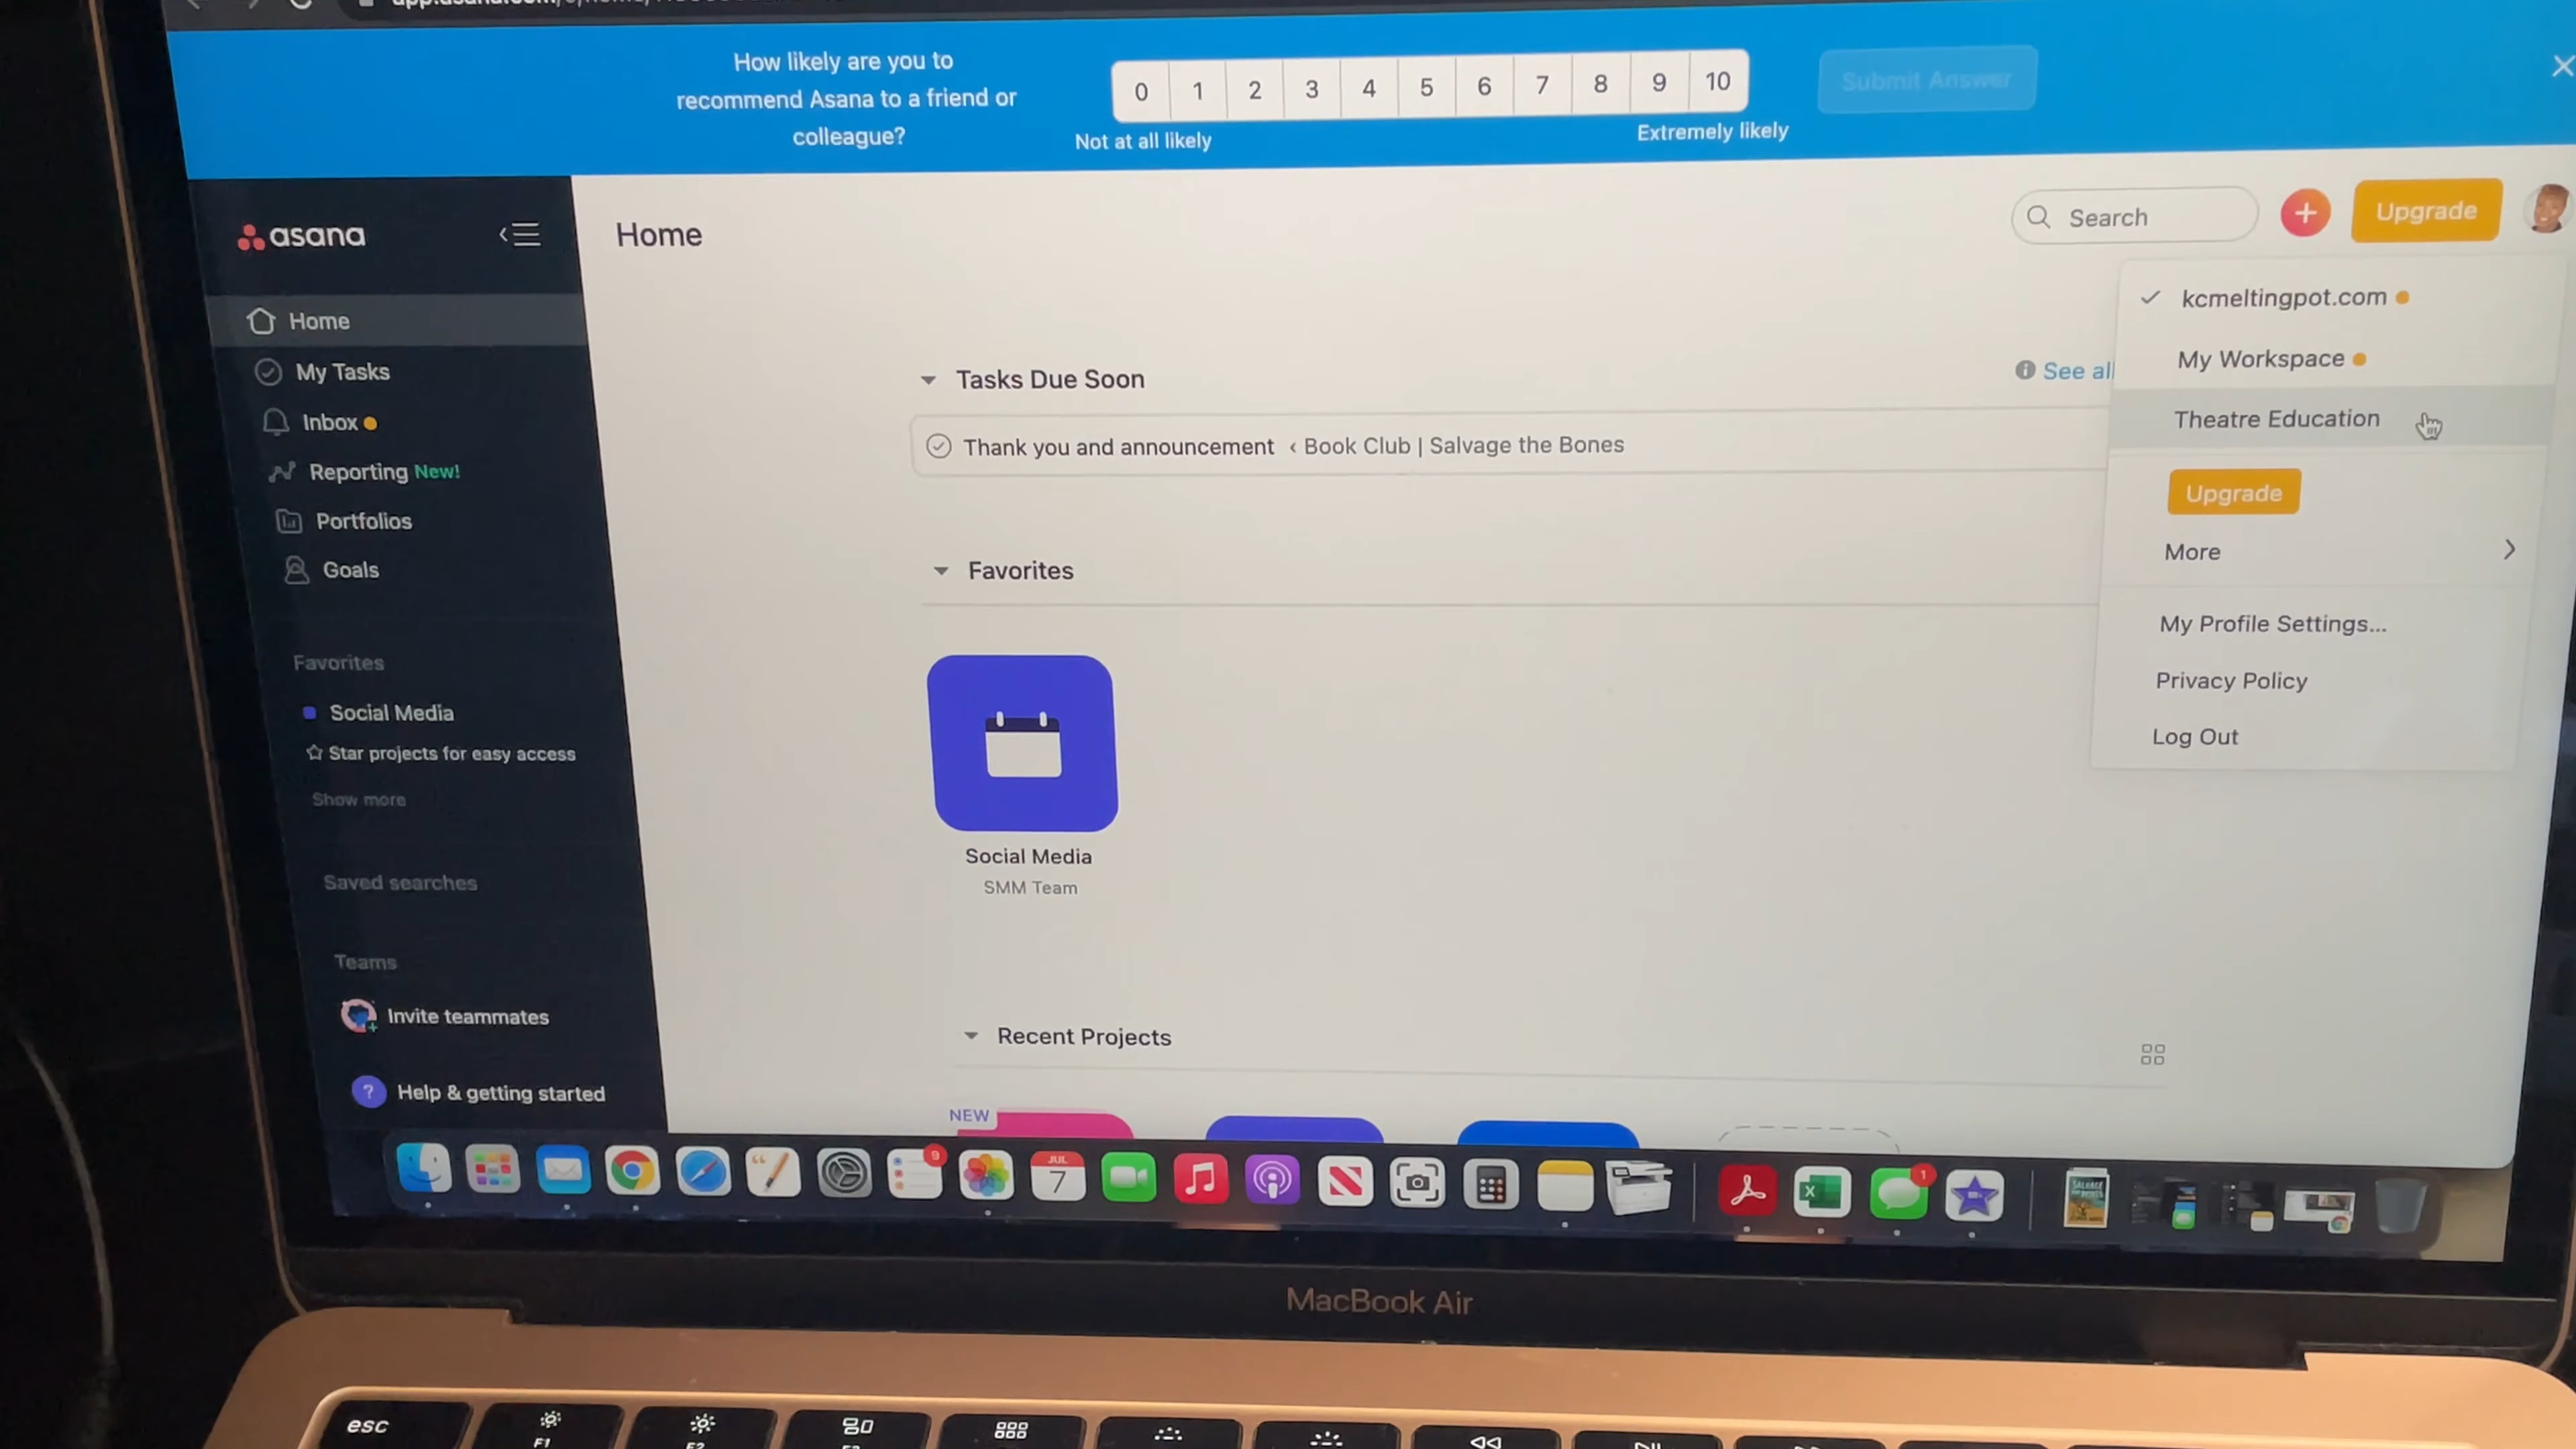 How likely are you to
recommend Asana to a friend or
colleague?
0 1 2 3 4 5 6 7 8 9 10
Not at all likely
Extremely likely
Submit Answer
asana
Home
My Tasks
Inbox
Reporting New!
Portfolios
Goals
Favorites
Social Media
Star projects for easy access
Show more
Saved searches
Teams
Invite teammates
? Help & getting started
Home
Search
Upgrade
Tasks Due Soon
See all
Thank you and announcement ‹ Book Club | Salvage the Bones
Favorites
Social Media
SMM Team
Recent Projects
NEW
kcmeltingpot.com
My Workspace
Theatre Education
Upgrade
More
My Profile Settings...
Privacy Policy
Log Out
9
JUL
7
X
1
MacBook Air
esc
F1